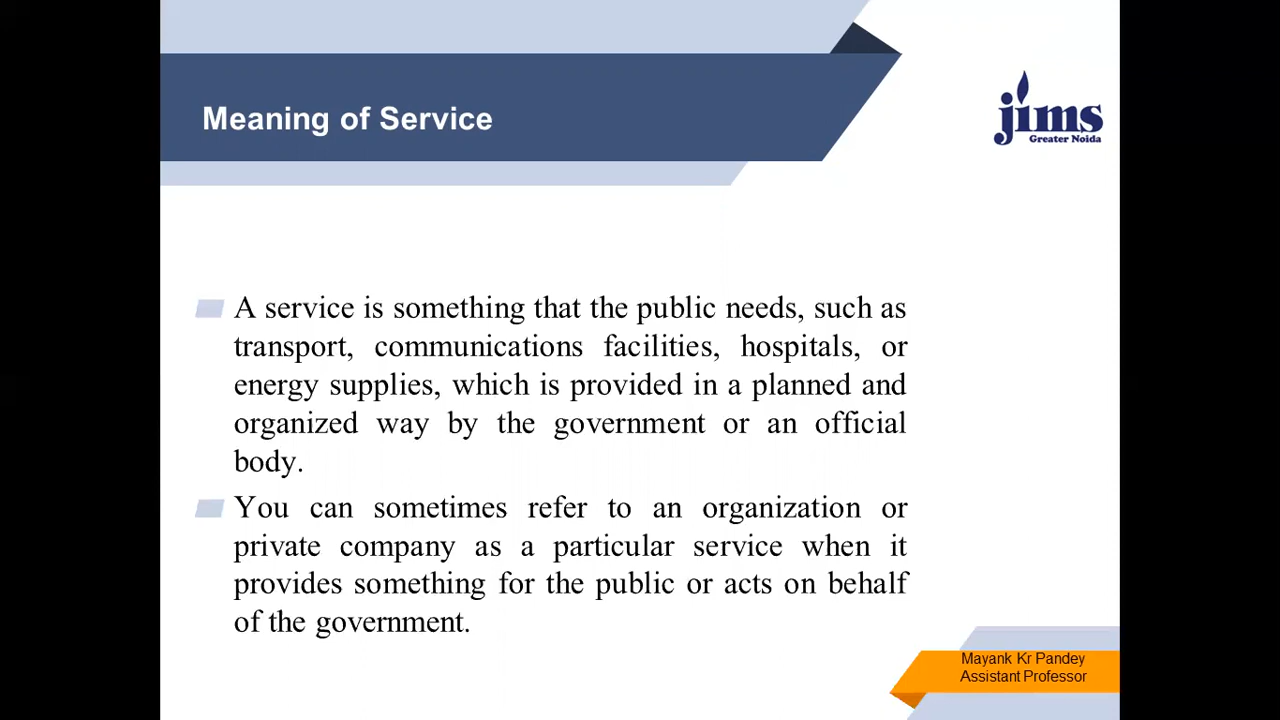 Meaning of Service
jims
Greater Noida
A service is something that the public needs, such as
transport, communications facilities, hospitals, or
energy supplies, which is provided in a planned and
organized way by the government or an official
body.
You can sometimes refer to an organization or
private company as a particular service when it
provides something for the public or acts on behalf
of the government.
Mayank Kr Pandey
Assistant Professor